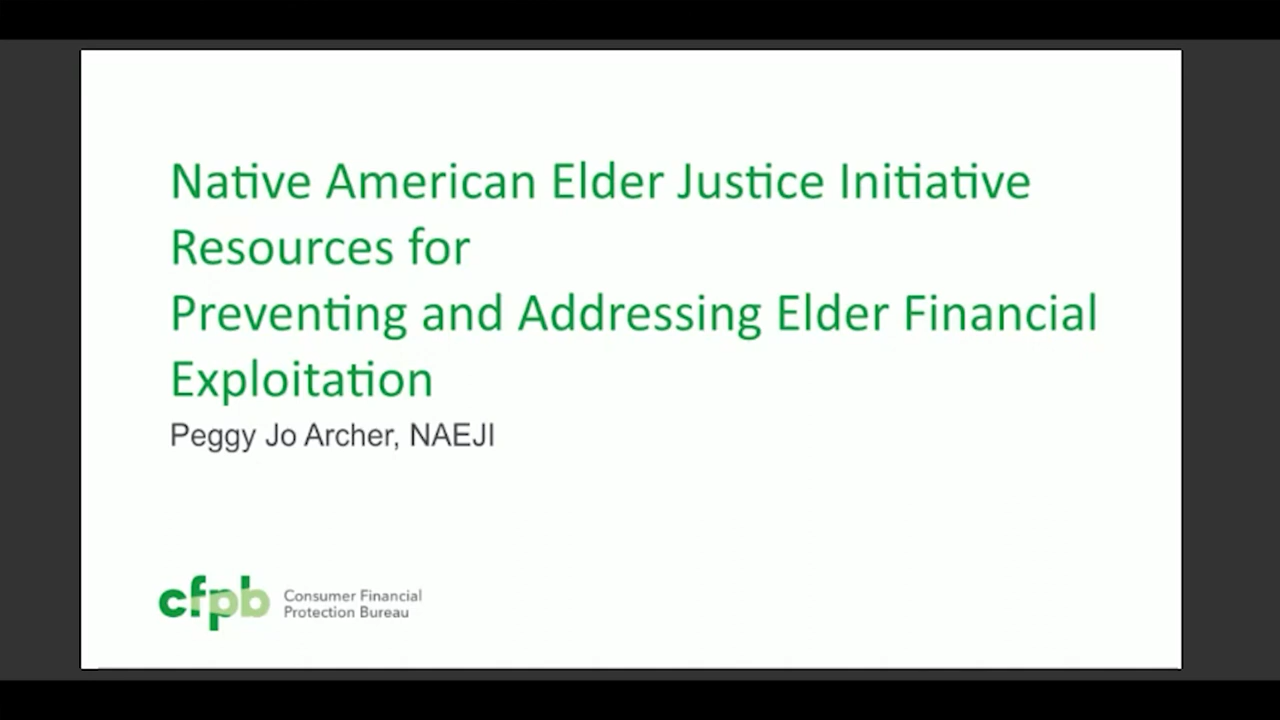 Native American Elder Justice Initiative
Resources for
Preventing and Addressing Elder Financial
Exploitation
Peggy Jo Archer, NAEJI
cfpb
Consumer Financial
Protection Bureau